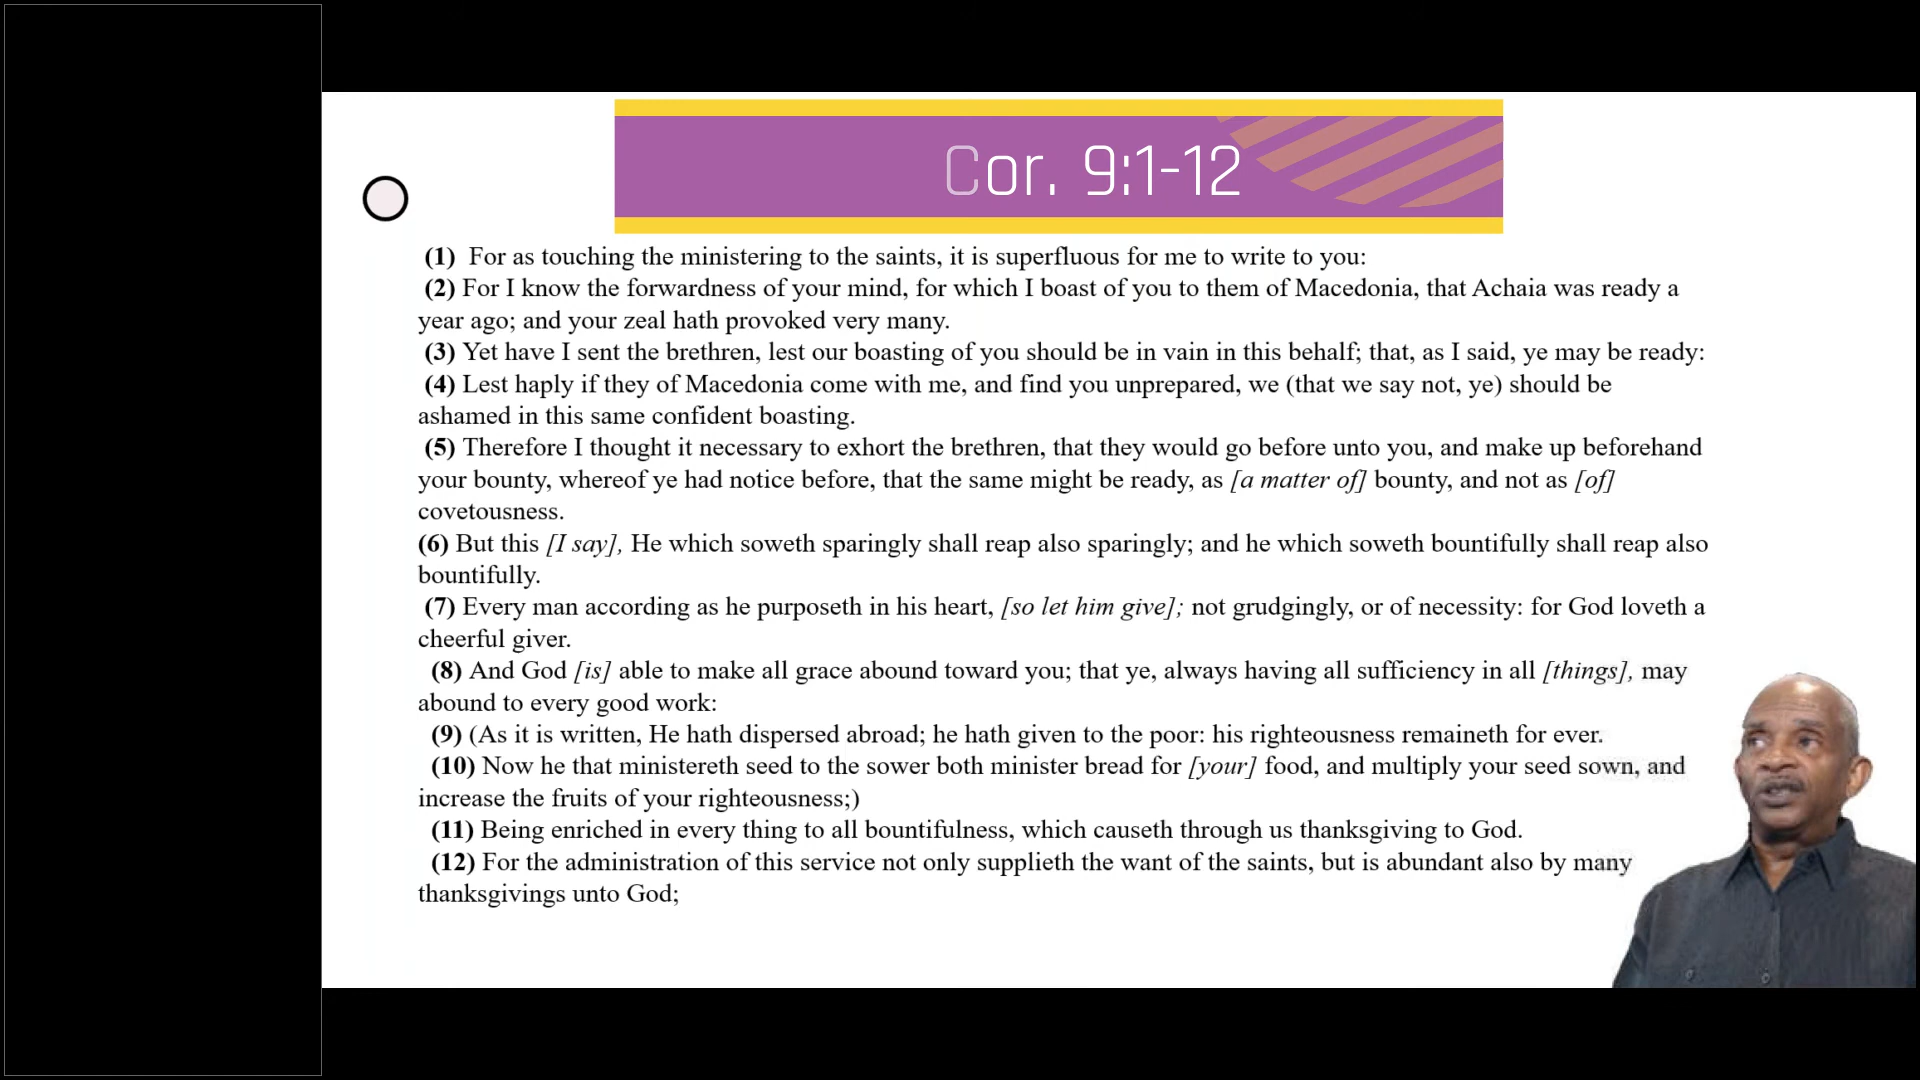 Cor. 9:1-12
(1) For as touching the ministering to the saints, it is superfluous for me to write to you:
(2) For I know the forwardness of your mind, for which I boast of you to them of Macedonia, that Achaia was ready a
year ago; and your zeal hath provoked very many.
(3) Yet have I sent the brethren, lest our boasting of you should be in vain in this behalf; that, as I said, ye may be ready:
(4) Lest haply if they of Macedonia come with me, and find you unprepared, we (that we say not, ye) should be
ashamed in this same confident boasting.
(5) Therefore I thought it necessary to exhort the brethren, that they would go before unto you, and make up beforehand
your bounty, whereof ye had notice before, that the same might be ready, as [a matter of] bounty, and not as [of]
covetousness.
(6) But this [I say], He which soweth sparingly shall reap also sparingly; and he which soweth bountifully shall reap also
bountifully.
(7) Every man according as he purposeth in his heart, [so let him give]; not grudgingly, or of necessity: for God loveth a
cheerful giver.
(8) And God [is] able to make all grace abound toward you; that ye, always having all sufficiency in all [things], may
abound to every good work:
(9) (As it is written, He hath dispersed abroad; he hath given to the poor: his righteousness remaineth for ever.
(10) Now he that ministereth seed to the sower both minister bread for [your] food, and multiply your seed sown, and
increase the fruits of your righteousness;)
(11) Being enriched in every thing to all bountifulness, which causeth through us thanksgiving to God.
(12) For the administration of this service not only supplieth the want of the saints, but is abundant also by many
thanksgivings unto God;